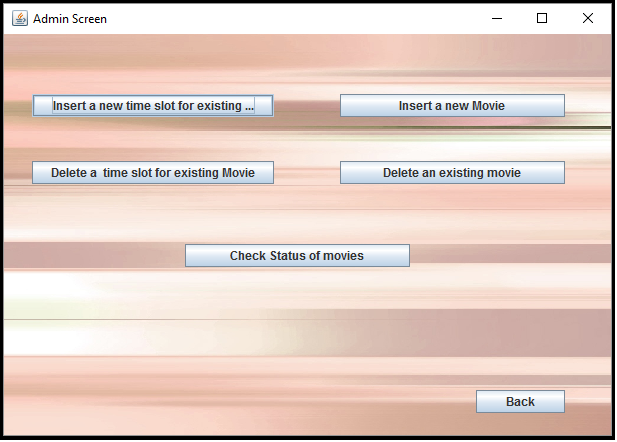 Admin Screen
Insert a new time slot for existing ...
Insert a new Movie
Delete a  time slot for existing Movie
Delete an existing movie
Check Status of movies
Back